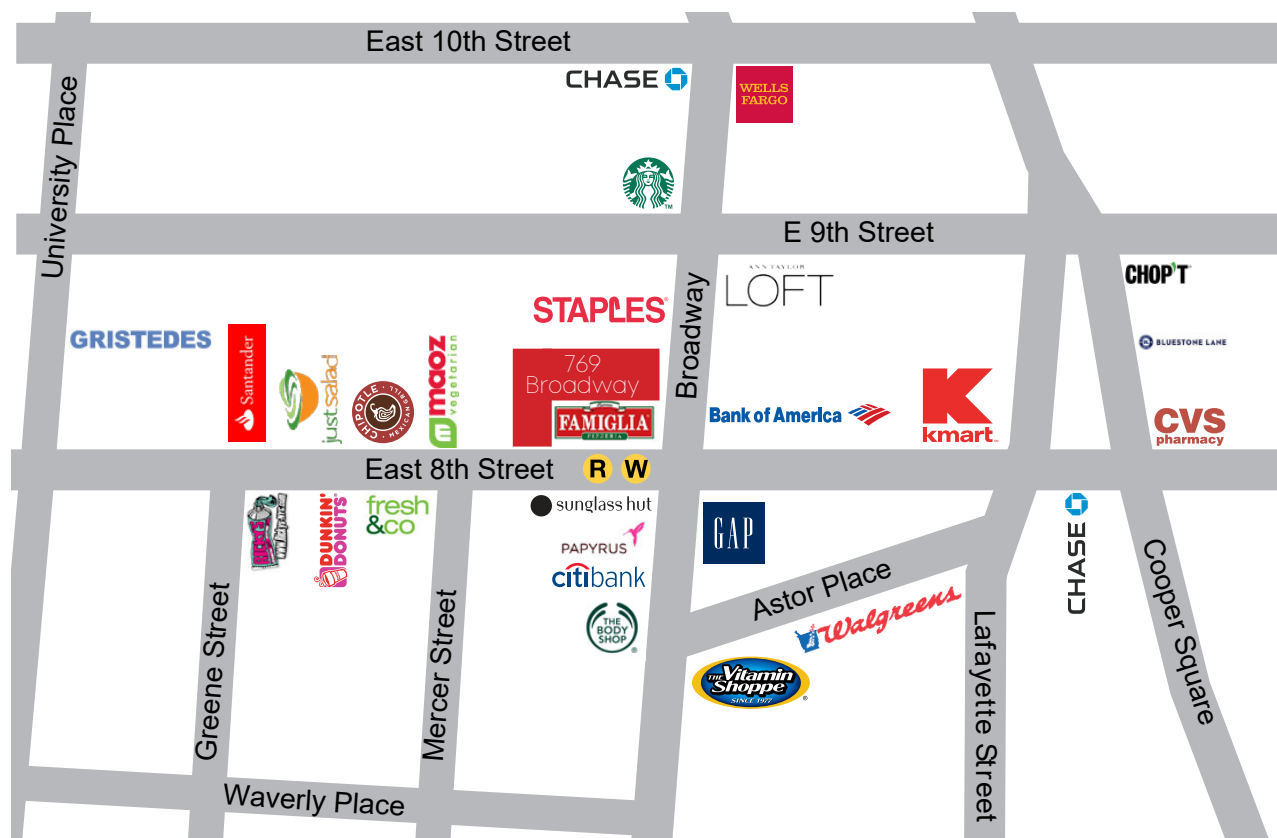 East 10th Street
CHASE
WELLS
FARGO
University Place
TM
E 9th Street
ANN TAYLOR
LOFT
CHOP'T
STAPLES
Broadway
GRISTEDES
Santander
justsalad
CHIPOTLE
MEXICAN GRILL
maoz
vegetarian
769
Broadway
FAMIGLIA
PIZZERIA
BLUESTONE LANE
Bank of America
kmart
CVS
pharmacy
East 8th Street
R
W
RICKY'S
DUNKIN'
DONUTS
fresh
&co
sunglass hut
PAPYRUS
citibank
THE
BODY
SHOP
GAP
Astor Place
Walgreens
CHASE
Cooper Square
THE Vitamin
Shoppe
SINCE 1977
Greene Street
Mercer Street
Lafayette Street
Waverly Place